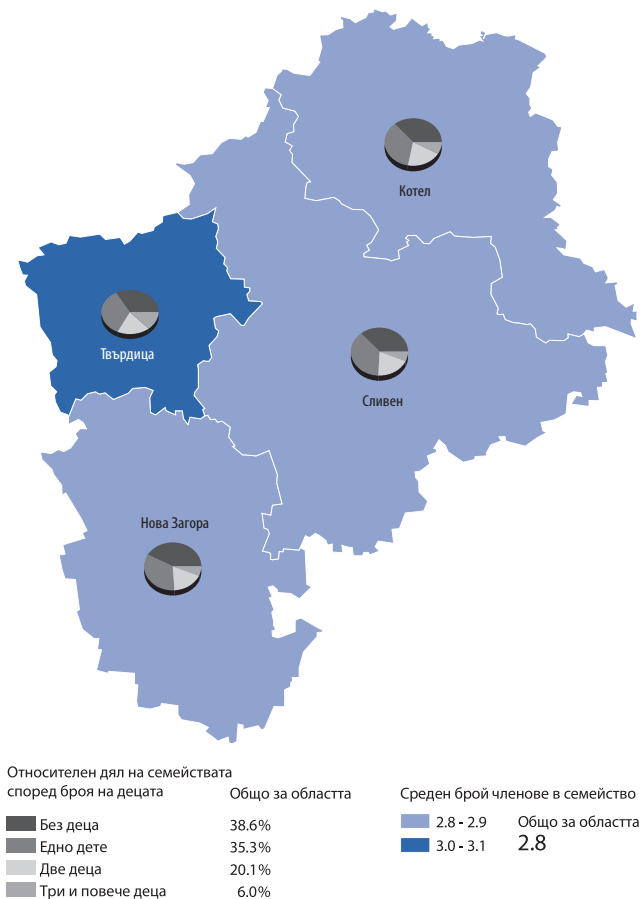 Котел
Твърдица
Сливен
Нова Загора
Относителен дял на семействата
според броя на децата
Общо за областта
Без деца 38.6%
Едно дете 35.3%
Две деца 20.1%
Три и повече деца 6.0%
Среден брой членове в семейство
2.8 - 2.9
3.0 - 3.1
Общо за областта
2.8